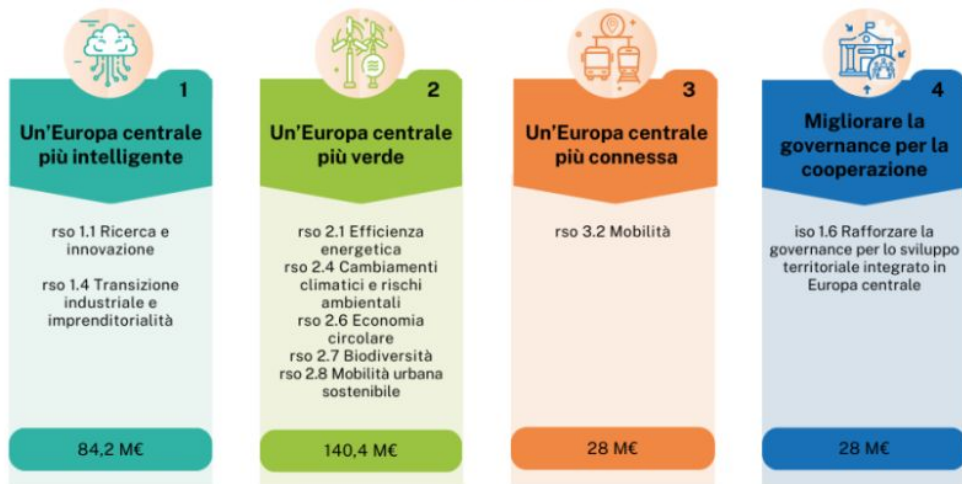 1
Un'Europa centrale
più intelligente
rso 1.1 Ricerca e
innovazione
rso 1.4 Transizione
industriale e
imprenditorialità
84,2 M€
2
Un'Europa centrale
più verde
rso 2.1 Efficienza
energetica
rso 2.4 Cambiamenti
climatici e rischi
ambientali
rso 2.6 Economia
circolare
rso 2.7 Biodiversità
rso 2.8 Mobilità urbana
sostenibile
140,4 M€
3
Un'Europa centrale
più connessa
rso 3.2 Mobilità
28 M€
4
Migliorare la
governance per la
cooperazione
iso 1.6 Rafforzare la
governance per lo sviluppo
territoriale integrato in
Europa centrale
28 M€